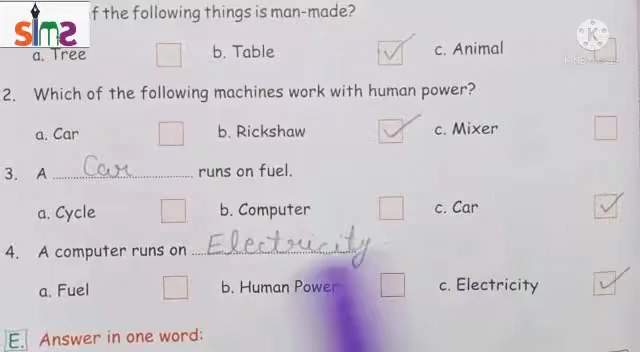 SIMS
f the following things is man-made?
a. Tree b. Table c. Animal
2. Which of the following machines work with human power?
a. Car b. Rickshaw c. Mixer
3. A Car runs on fuel.
a. Cycle b. Computer c. Car
4. A computer runs on Electricity
a. Fuel b. Human Power c. Electricity
E. Answer in one word: